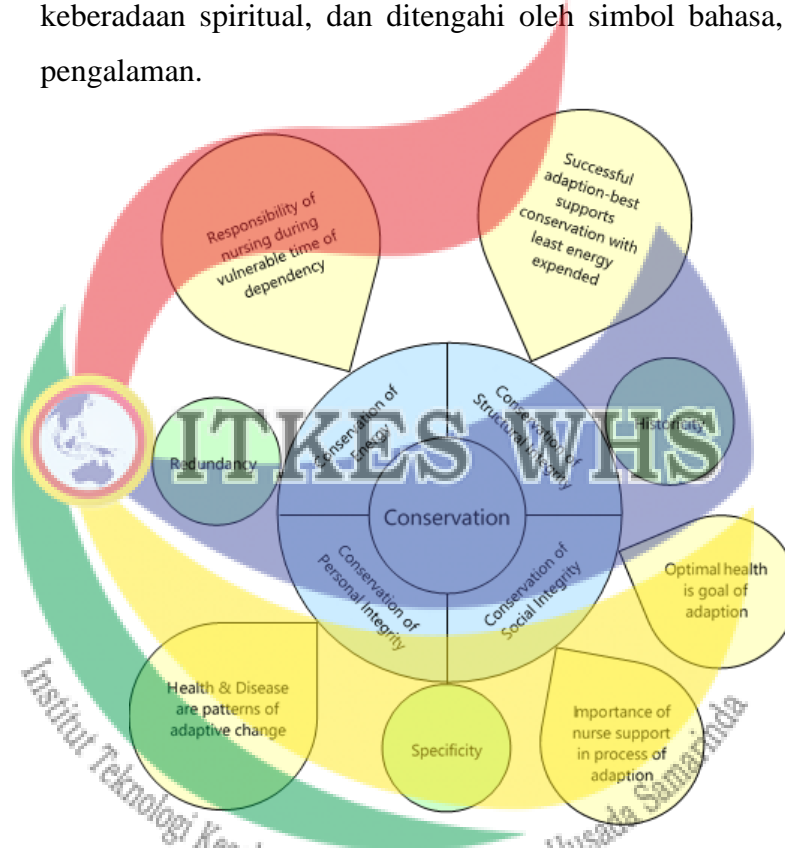 keberadaan spiritual, dan ditengahi oleh simbol bahasa,
pengalaman.
Responsibility of
nursing during
vulnerable time of
dependency
Successful
adaption-best
supports
conservation with
least energy
expended
Conservation of
Energy
Conservation of
Structural Integrity
Historicity
Redundancy
ITKES WHS
Conservation
Conservation of
Personal Integrity
Conservation of
Social Integrity
Optimal health
is goal of
adaption
Health & Disease
are patterns of
adaptive change
Specificity
Importance of
nurse support
in process of
adaption
Institut Teknologi
Husada Samarinda